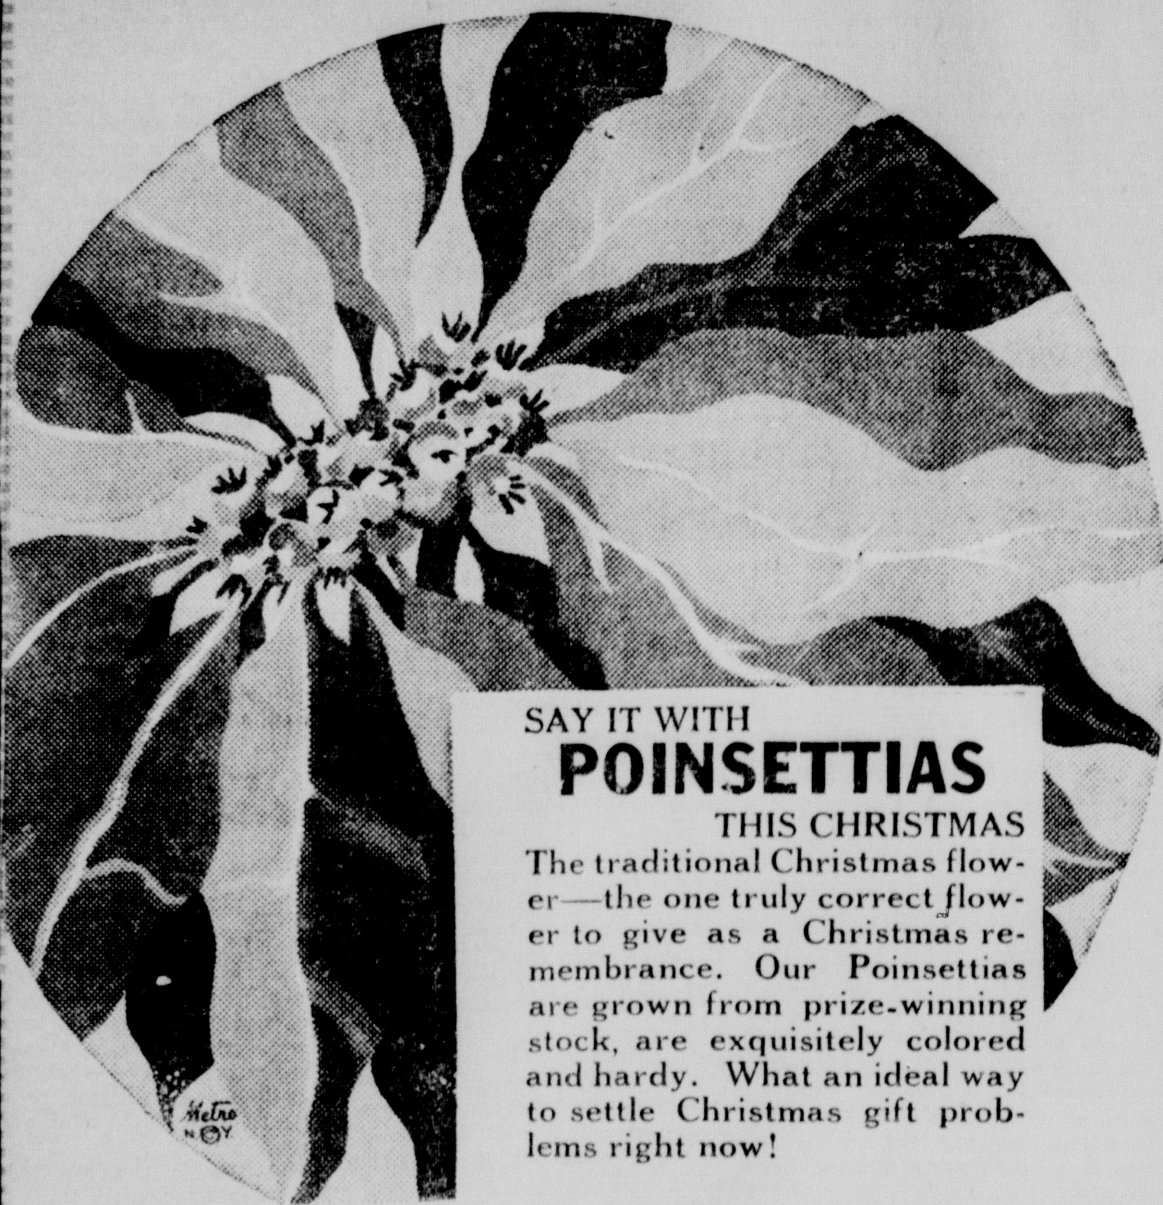 SAY IT WITH
POINSETTIAS
THIS CHRISTMAS
The traditional Christmas flow-
er—the one truly correct flow-
er to give as a Christmas re-
membrance. Our Poinsettias
are grown from prize-winning
stock, are exquisitely colored
and hardy. What an ideal way
to settle Christmas gift prob-
lems right now!
Metro
N © Y